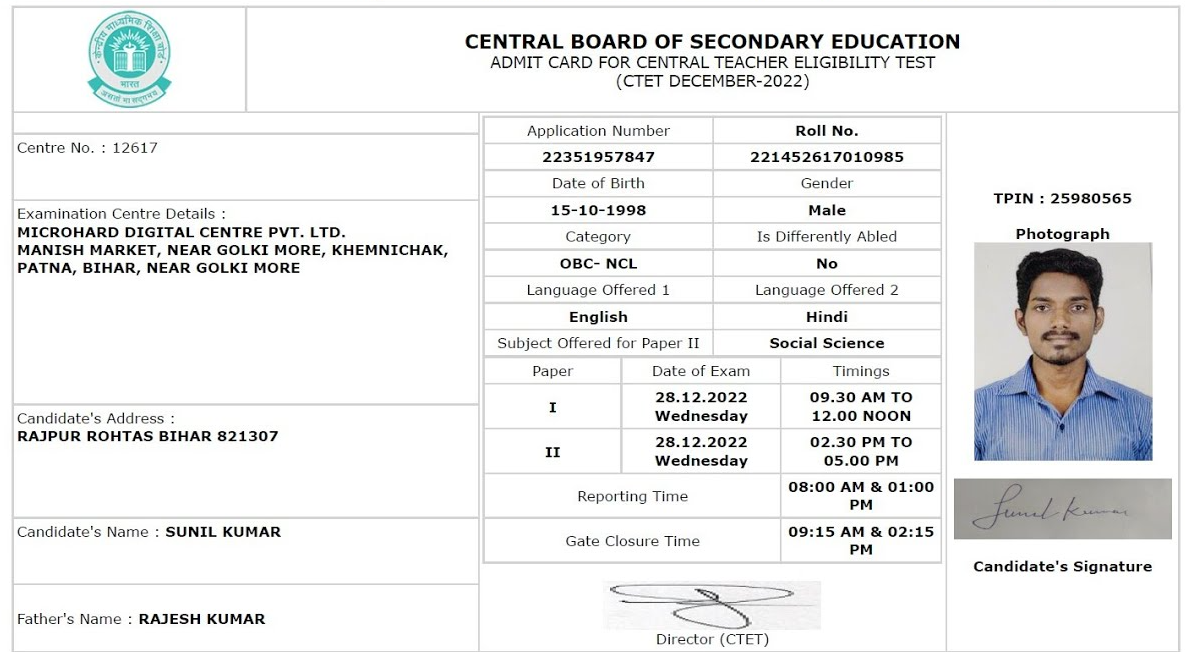 केन्द्रीय माध्यमिक शिक्षा बोर्ड
भारत
असतो मा सद्गमय
CENTRAL BOARD OF SECONDARY EDUCATION
ADMIT CARD FOR CENTRAL TEACHER ELIGIBILITY TEST
(CTET DECEMBER-2022)
Centre No. : 12617
Examination Centre Details :
MICROHARD DIGITAL CENTRE PVT. LTD.
MANISH MARKET, NEAR GOLKI MORE, KHEMNICHAK,
PATNA, BIHAR, NEAR GOLKI MORE
Candidate's Address :
RAJPUR ROHTAS BIHAR 821307
Candidate's Name : SUNIL KUMAR
Father's Name : RAJESH KUMAR
Application Number Roll No.
22351957847 221452617010985
Date of Birth Gender
15-10-1998 Male
Category Is Differently Abled
OBC- NCL No
Language Offered 1 Language Offered 2
English Hindi
Subject Offered for Paper II Social Science
Paper Date of Exam Timings
I 28.12.2022 Wednesday 09.30 AM TO 12.00 NOON
II 28.12.2022 Wednesday 02.30 PM TO 05.00 PM
Reporting Time 08:00 AM & 01:00 PM
Gate Closure Time 09:15 AM & 02:15 PM
Director (CTET)
TPIN : 25980565
Photograph
Sunil Kumar
Candidate's Signature